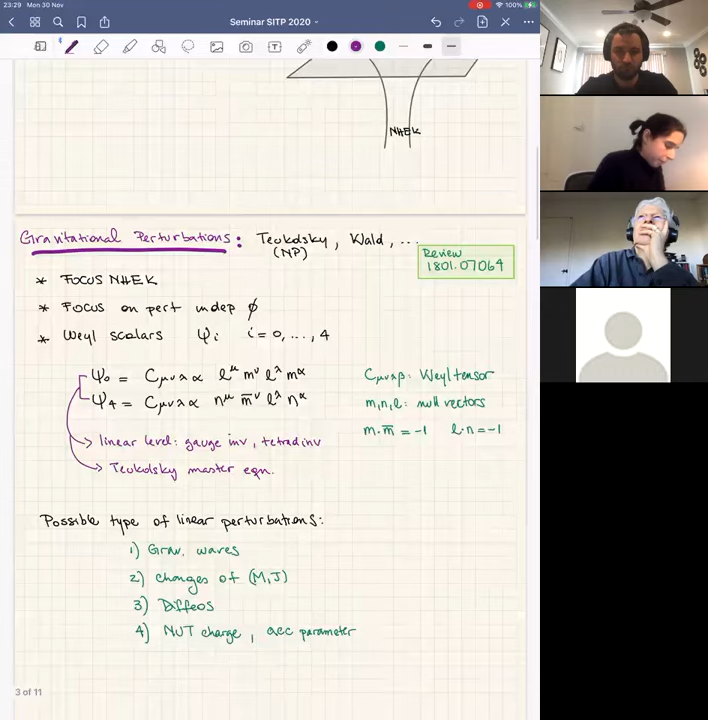 23:29 Mon 30 Nov
100%
Seminar SITP 2020
NHEK
Gravitational Perturbations: Teukolsky, Wald, ...
(NP)
Review
1801.07064
* FOCUS NHEK
* Focus on pert indep ϕ
* Weyl scalars Ψi i = 0, ..., 4
Ψ0 = Cμνλα l^μ m^ν l^λ m^α
Ψ4 = Cμνλα n^μ m̄^ν l^λ n^α
Cμνλβ: Weyl tensor
m,n,l: null vectors
m·m̄ = -1 l·n = -1
→ linear level: gauge inv, tetrad inv
→ Teukolsky master eqn.
Possible type of linear perturbations:
1) Grav. waves
2) Changes of (M,J)
3) Diffeos
4) NUT charge, acc parameter
3 of 11